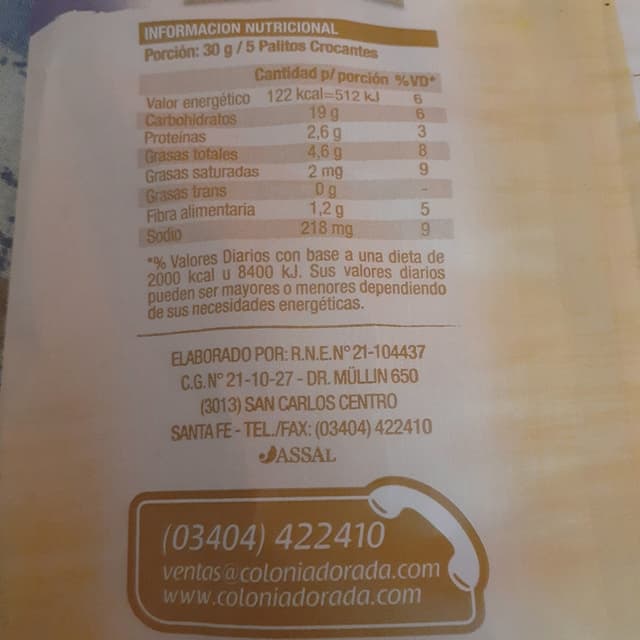 INFORMACION NUTRICIONAL
Porción: 30 g / 5 Palitos Crocantes
Cantidad p/ porción %VD*
Valor energético 122 kcal=512 kJ 6
Carbohidratos 19 g 6
Proteínas 2,6 g 3
Grasas totales 4,6 g 8
Grasas saturadas 2 mg 9
Grasas trans 0 g -
Fibra alimentaria 1,2 g 5
Sodio 218 mg 9
*% Valores Diarios con base a una dieta de
2000 kcal u 8400 kJ. Sus valores diarios
pueden ser mayores o menores dependiendo
de sus necesidades energéticas.
ELABORADO POR: R.N.E.Nº 21-104437
C.G. Nº 21-10-27 - DR. MÜLLIN 650
(3013) SAN CARLOS CENTRO
SANTA FE - TEL./FAX: (03404) 422410
ASSAL
(03404) 422410
ventas@coloniadorada.com
www.coloniadorada.com